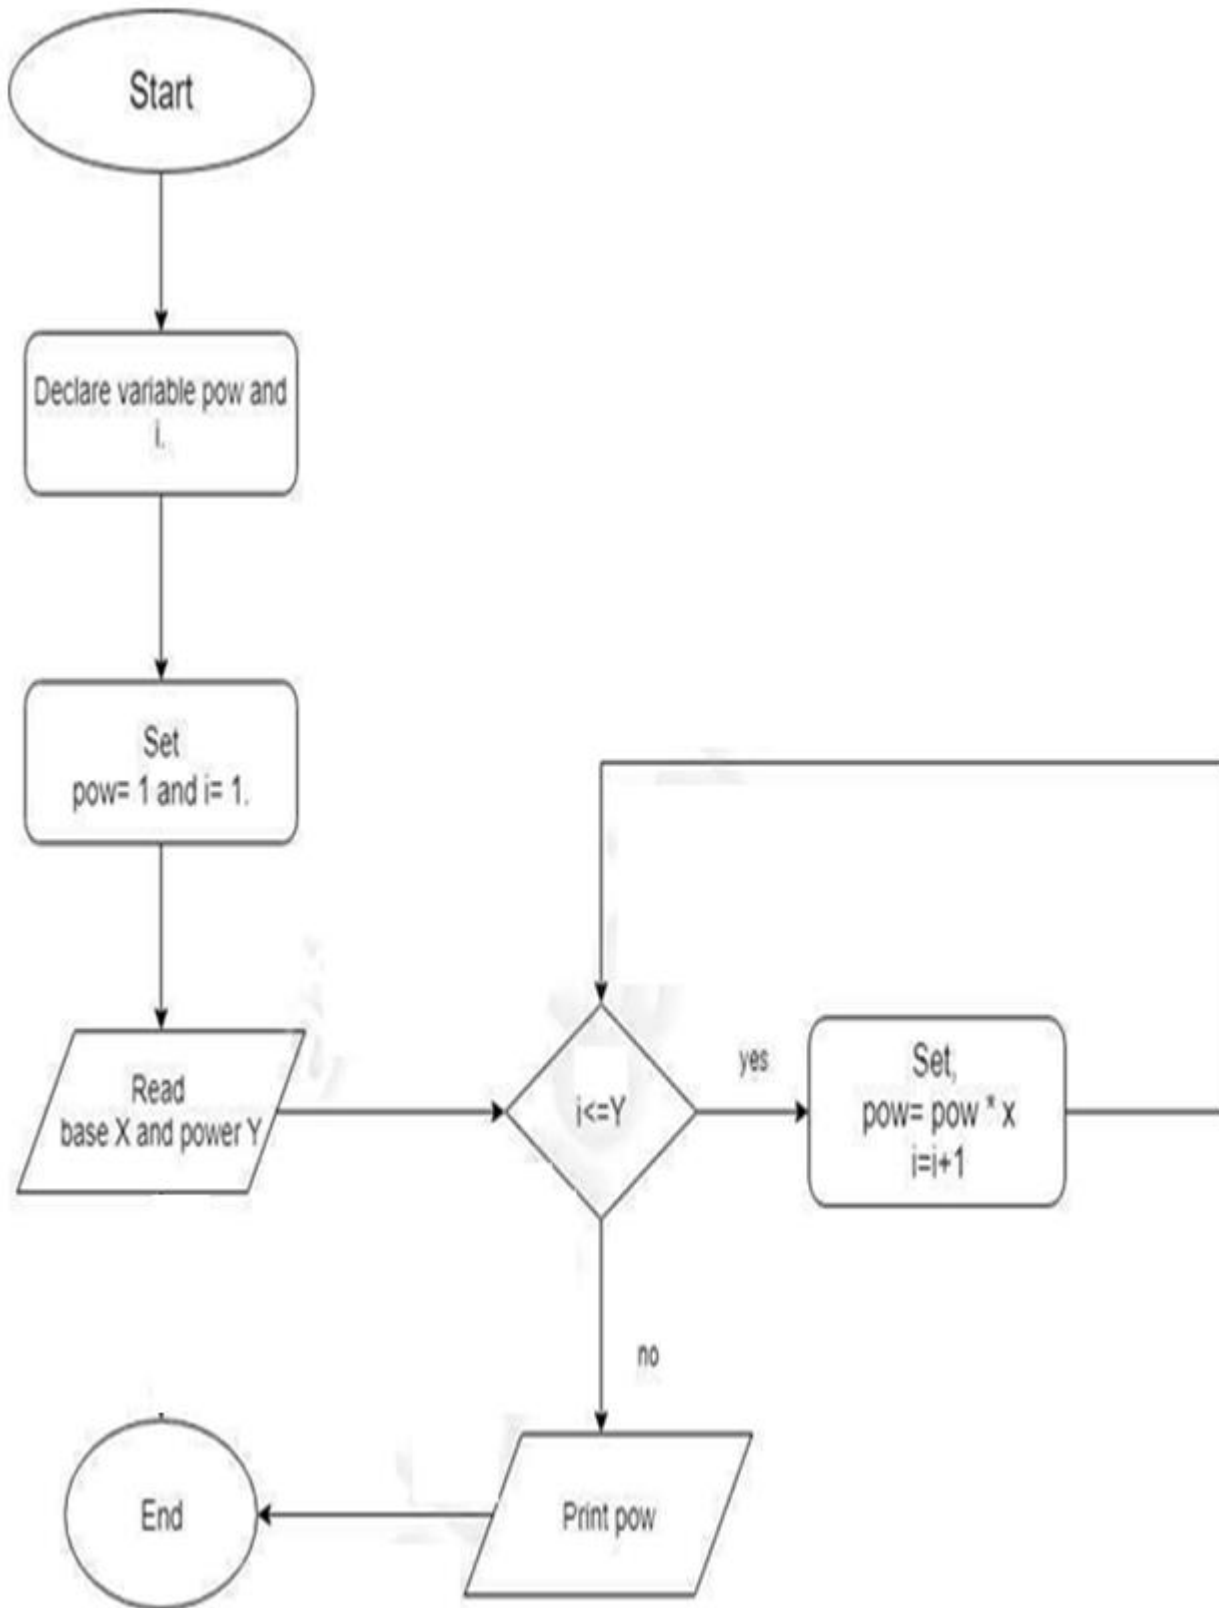 Start
Declare variable pow and
i.
Set
pow= 1 and i= 1.
Read
base X and power Y
i<=Y
yes
Set,
pow= pow * x
i=i+1
no
Print pow
End